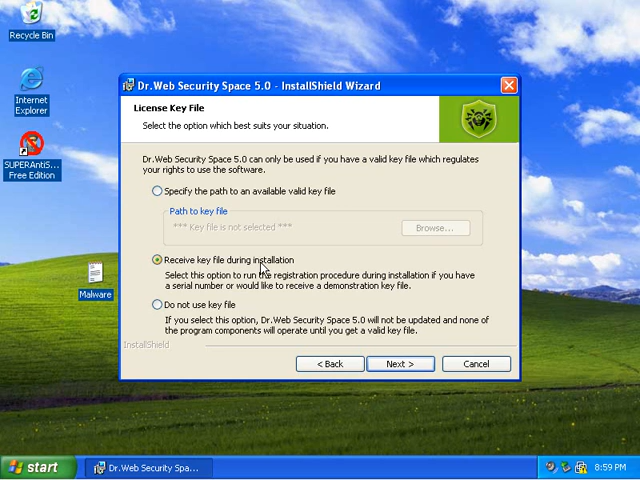 Recycle Bin
Internet
Explorer
SUPERAntiS...
Free Edition
Malware
Dr.Web Security Space 5.0 - InstallShield Wizard
License Key File
Select the option which best suits your situation.
Dr.Web Security Space 5.0 can only be used if you have a valid key file which regulates
your rights to use the software.
Specify the path to an available valid key file
Path to key file
*** Key file is not selected ***
Browse...
Receive key file during installation
Select this option to run the registration procedure during installation if you have
a serial number or would like to receive a demonstration key file.
Do not use key file
If you select this option, Dr.Web Security Space 5.0 will not be updated and none of
the program components will operate until you get a valid key file.
InstallShield
< Back
Next >
Cancel
start
Dr.Web Security Spa...
8:59 PM